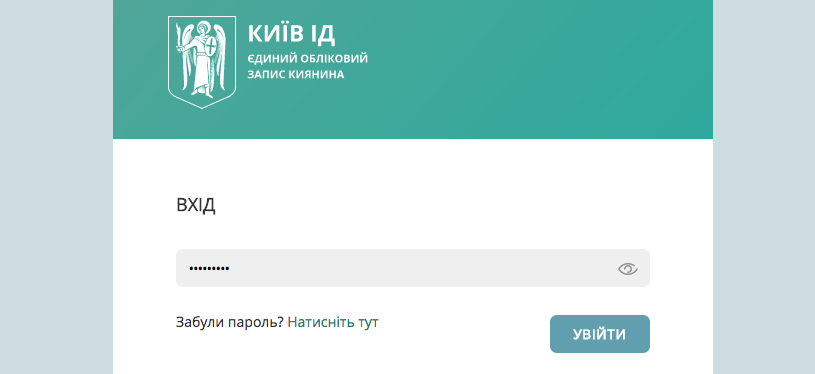 КИЇВ ІД
ЄДИНИЙ ОБЛІКОВИЙ
ЗАПИС КИЯНИНА
ВХІД
•••••••••
Забули пароль? Натисніть тут
УВІЙТИ